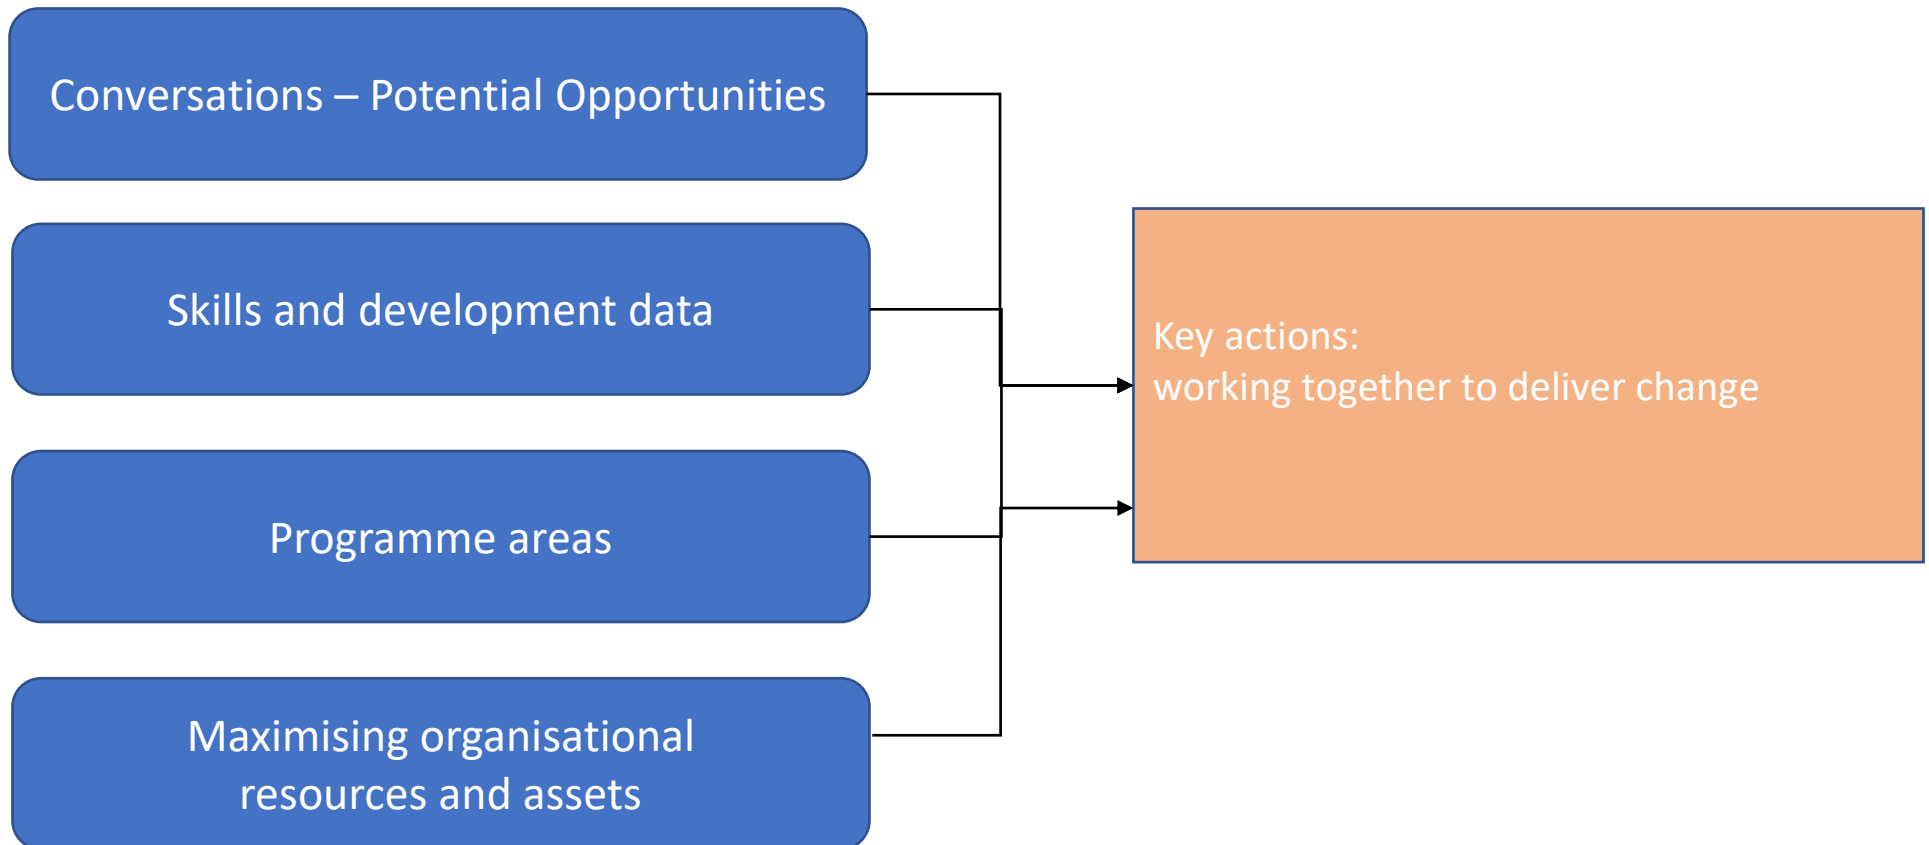 Conversations – Potential Opportunities
Skills and development data
Programme areas
Maximising organisational
resources and assets
Key actions:
working together to deliver change